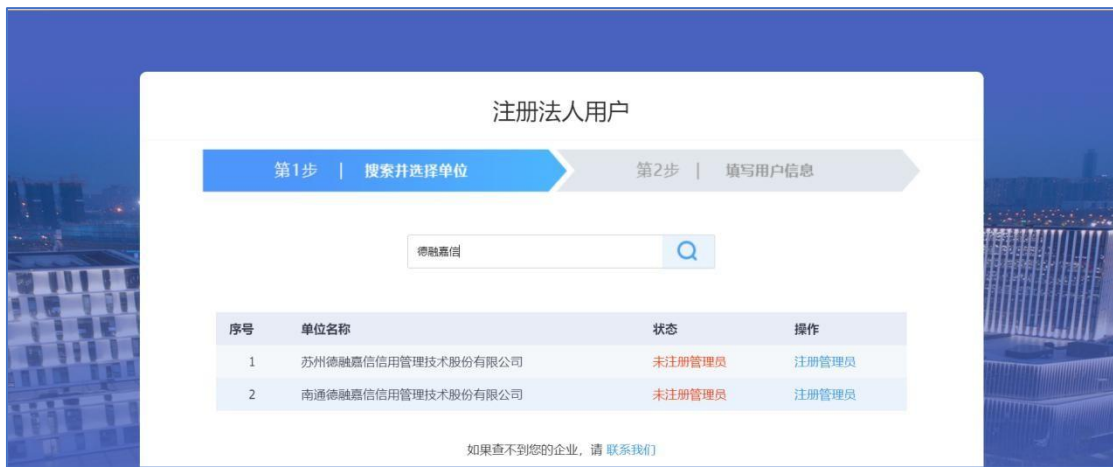 注册法人用户
第1步 | 搜索并选择单位 第2步 | 填写用户信息
德融嘉信
序号 单位名称 状态 操作
1 苏州德融嘉信信用管理技术股份有限公司 未注册管理员 注册管理员
2 南通德融嘉信信用管理技术股份有限公司 未注册管理员 注册管理员
如果查不到您的企业，请 联系我们